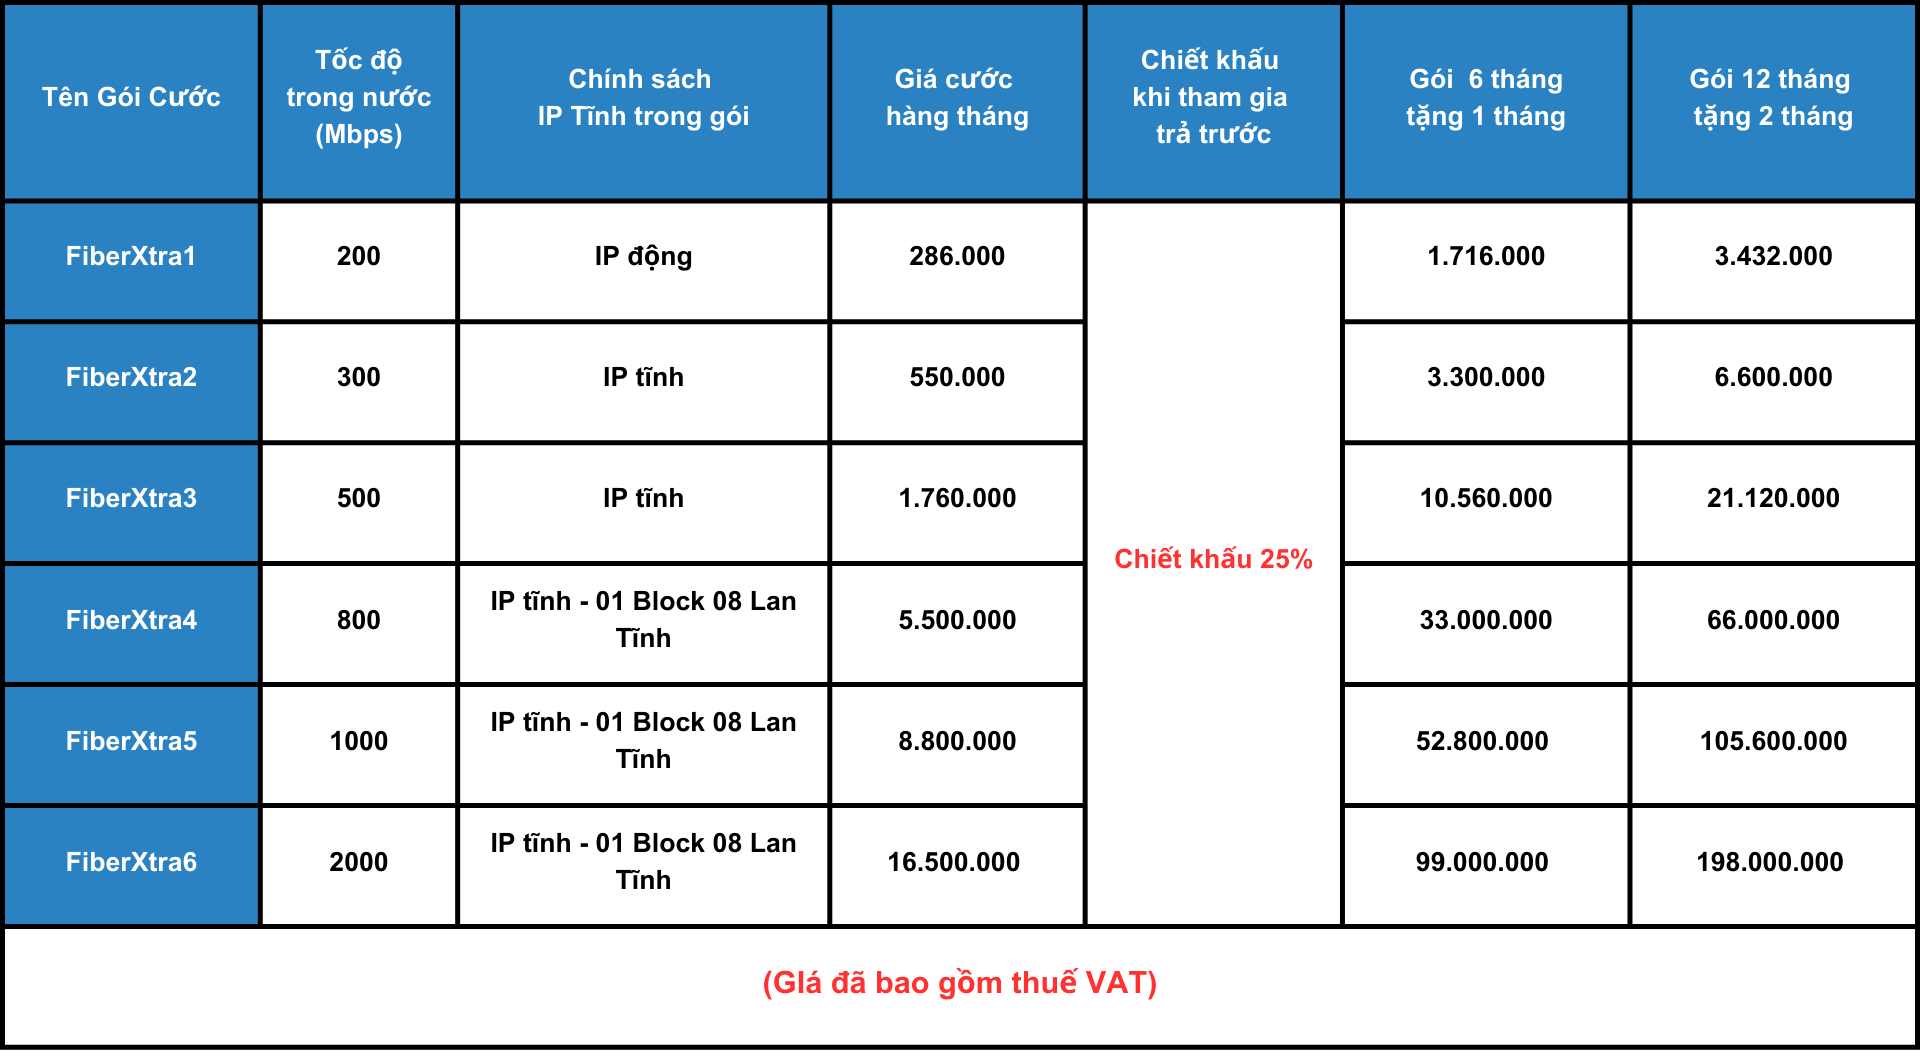 Tên Gói Cước
Tốc độ
trong nước
(Mbps)
Chính sách
IP Tĩnh trong gói
Giá cước
hàng tháng
Chiết khấu
khi tham gia
trả trước
Gói  6 tháng
tặng 1 tháng
Gói 12 tháng
tặng 2 tháng
FiberXtra1
200
IP động
286.000
1.716.000
3.432.000
FiberXtra2
300
IP tĩnh
550.000
3.300.000
6.600.000
FiberXtra3
500
IP tĩnh
1.760.000
10.560.000
21.120.000
Chiết khấu 25%
FiberXtra4
800
IP tĩnh - 01 Block 08 Lan
Tĩnh
5.500.000
33.000.000
66.000.000
FiberXtra5
1000
IP tĩnh - 01 Block 08 Lan
Tĩnh
8.800.000
52.800.000
105.600.000
FiberXtra6
2000
IP tĩnh - 01 Block 08 Lan
Tĩnh
16.500.000
99.000.000
198.000.000
(GIá đã bao gồm thuế VAT)